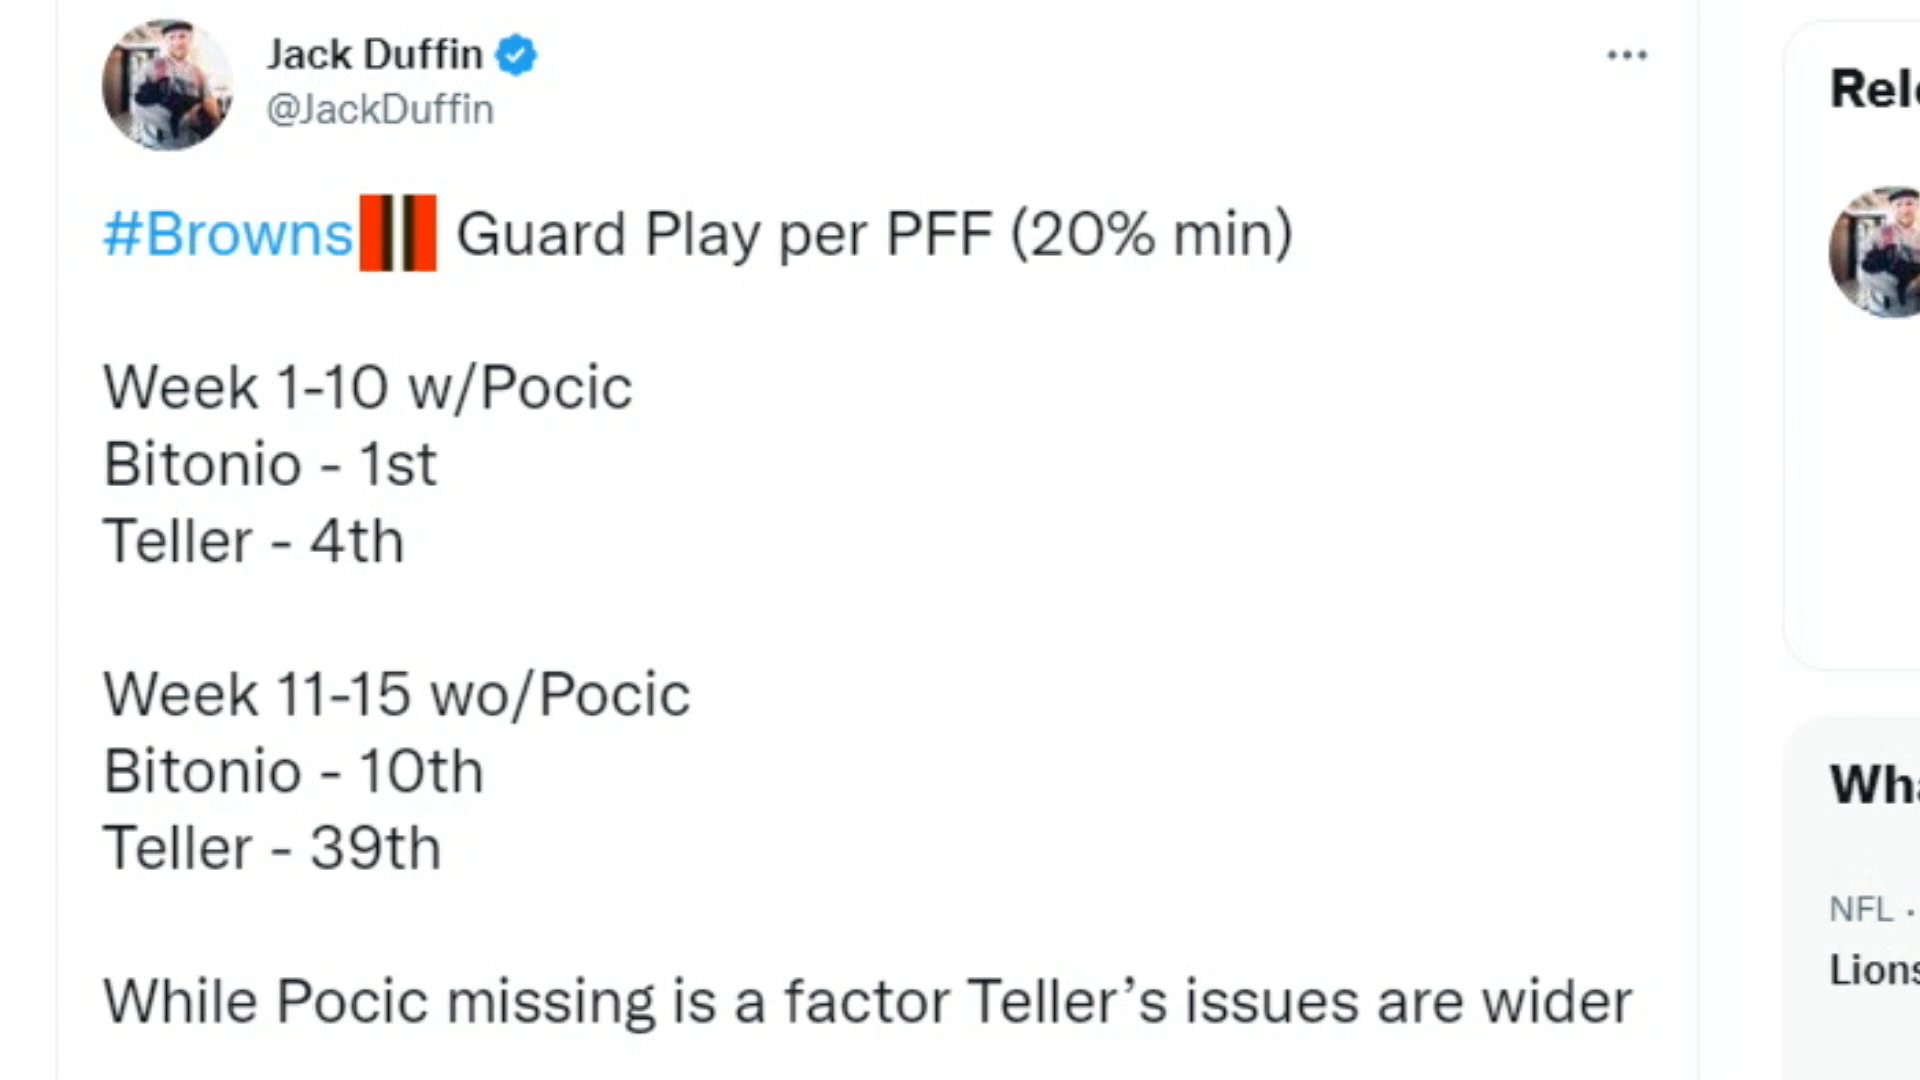 Jack Duffin
@JackDuffin
#Browns Guard Play per PFF (20% min)
Week 1-10 w/Pocic
Bitonio - 1st
Teller - 4th
Week 11-15 wo/Pocic
Bitonio - 10th
Teller - 39th
While Pocic missing is a factor Teller’s issues are wider
NFL ·
Lions